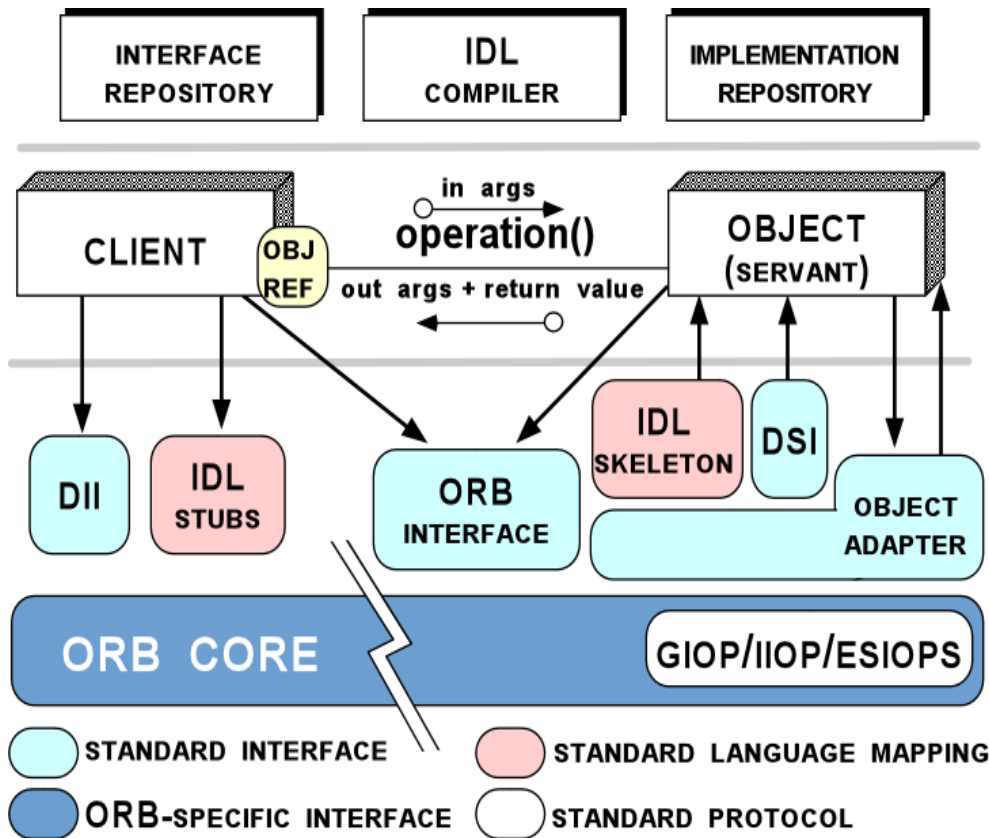 INTERFACE
REPOSITORY
IDL
COMPILER
IMPLEMENTATION
REPOSITORY
CLIENT
OBJ
REF
in args
operation()
out args + return value
OBJECT
(SERVANT)
DII
IDL
STUBS
ORB
INTERFACE
IDL
SKELETON
DSI
OBJECT
ADAPTER
ORB CORE
GIOP/IIOP/ESIOPS
STANDARD INTERFACE
STANDARD LANGUAGE MAPPING
ORB-SPECIFIC INTERFACE
STANDARD PROTOCOL